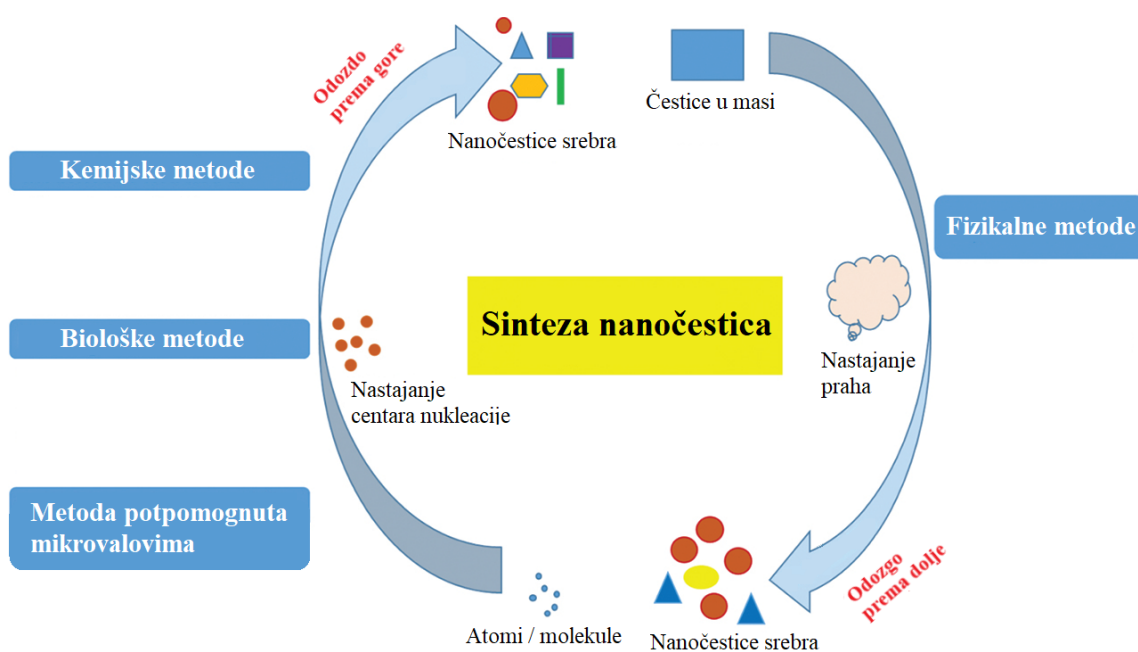 Odozdo
prema gore
Nanočestice srebra
Čestice u masi
Kemijske metode
Fizikalne metode
Sinteza nanočestica
Biološke metode
Nastajanje
centara nukleacije
Nastajanje
praha
Metoda potpomognuta
mikrovalovima
Odozgo
prema dolje
Atomi / molekule
Nanočestice srebra